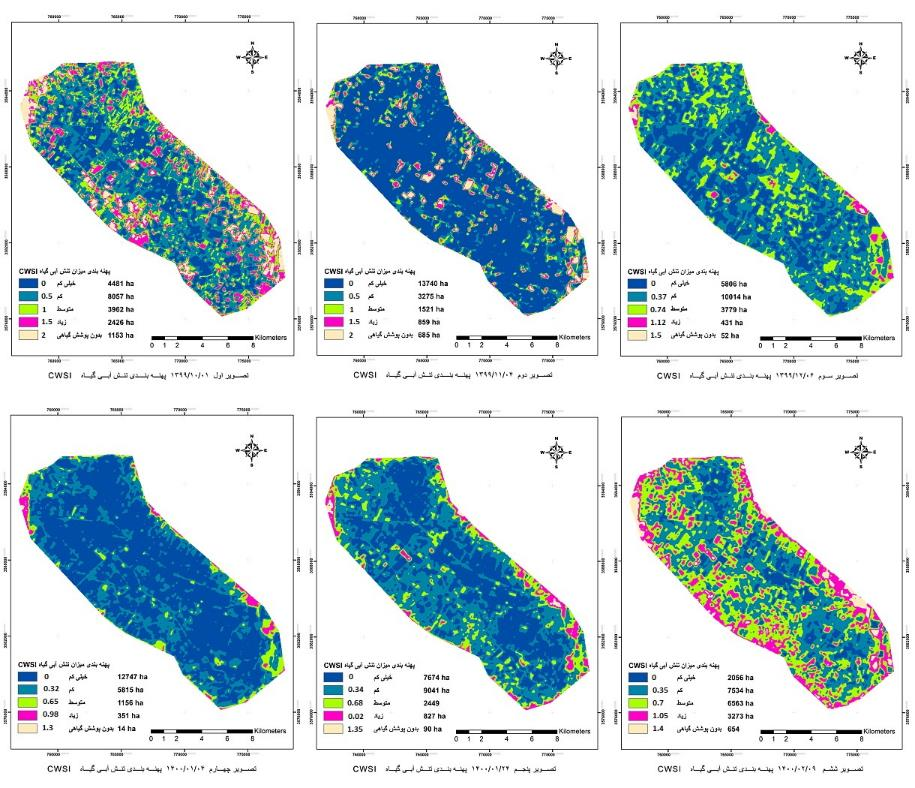 N
W E
S
پهنه بندی میزان تنش آبی گیاه CWSI
0 خیلی کم 4481 ha
0.5 کم 8057 ha
1 متوسط 3962 ha
1.5 زیاد 2426 ha
2 بدون پوشش گیاهی 1153 ha
0 1 2 4 6 8 Kilometers
تصویر اول ۱۳۹۹/۱۰/۰۱ پهنه بندی تنش آبی گیاه CWSI
N
W E
S
پهنه بندی میزان تنش آبی گیاه CWSI
0 خیلی کم 13740 ha
0.5 کم 3275 ha
1 متوسط 1521 ha
1.5 زیاد 859 ha
2 بدون پوشش گیاهی 685 ha
0 1 2 4 6 8 Kilometers
تصویر دوم ۱۳۹۹/۱۱/۰۴ پهنه بندی تنش آبی گیاه CWSI
N
W E
S
پهنه بندی میزان تنش آبی گیاه CWSI
0 خیلی کم 5806 ha
0.37 کم 10014 ha
0.74 متوسط 3779 ha
1.12 زیاد 431 ha
1.5 بدون پوشش گیاهی 52 ha
0 1 2 4 6 8 Kilometers
تصویر سوم ۱۳۹۹/۱۲/۰۶ پهنه بندی تنش آبی گیاه CWSI
N
W E
S
پهنه بندی میزان تنش آبی گیاه CWSI
0 خیلی کم 12747 ha
0.32 کم 5815 ha
0.65 متوسط 1156 ha
0.98 زیاد 351 ha
1.3 بدون پوشش گیاهی 14 ha
0 1 2 4 6 8 Kilometers
تصویر چهارم ۱۴۰۰/۰۱/۰۴ پهنه بندی تنش آبی گیاه CWSI
N
W E
S
پهنه بندی میزان تنش آبی گیاه CWSI
0 خیلی کم 7674 ha
0.34 کم 9041 ha
0.68 متوسط 2449
0.02 زیاد 827 ha
1.35 بدون پوشش گیاهی 90 ha
0 1 2 4 6 8 Kilometers
تصویر پنجم ۱۴۰۰/۰۱/۲۴ پهنه بندی تنش آبی گیاه CWSI
N
W E
S
پهنه بندی میزان تنش آبی گیاه CWSI
0 خیلی کم 2056 ha
0.35 کم 7534 ha
0.7 متوسط 6563 ha
1.05 زیاد 3273 ha
1.4 بدون پوشش گیاهی 654
0 1 2 4 6 8 Kilometers
تصویر ششم ۱۴۰۰/۰۲/۰۹ پهنه بندی تنش آبی گیاه CWSI